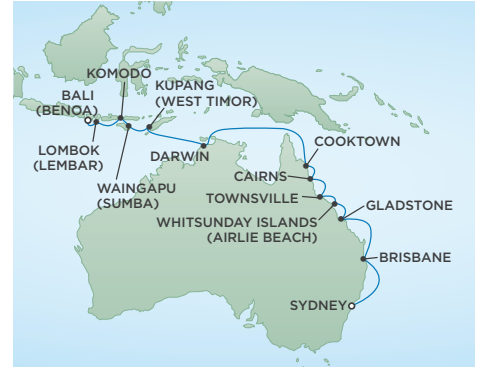 KOMODO
KUPANG
(WEST TIMOR)
BALI
(BENOA)
LOMBOK
(LEMBAR)
DARWIN
WAINGAPU
(SUMBA)
COOKTOWN
CAIRNS
TOWNSVILLE
WHITSUNDAY ISLANDS
(AIRLIE BEACH)
GLADSTONE
BRISBANE
SYDNEY